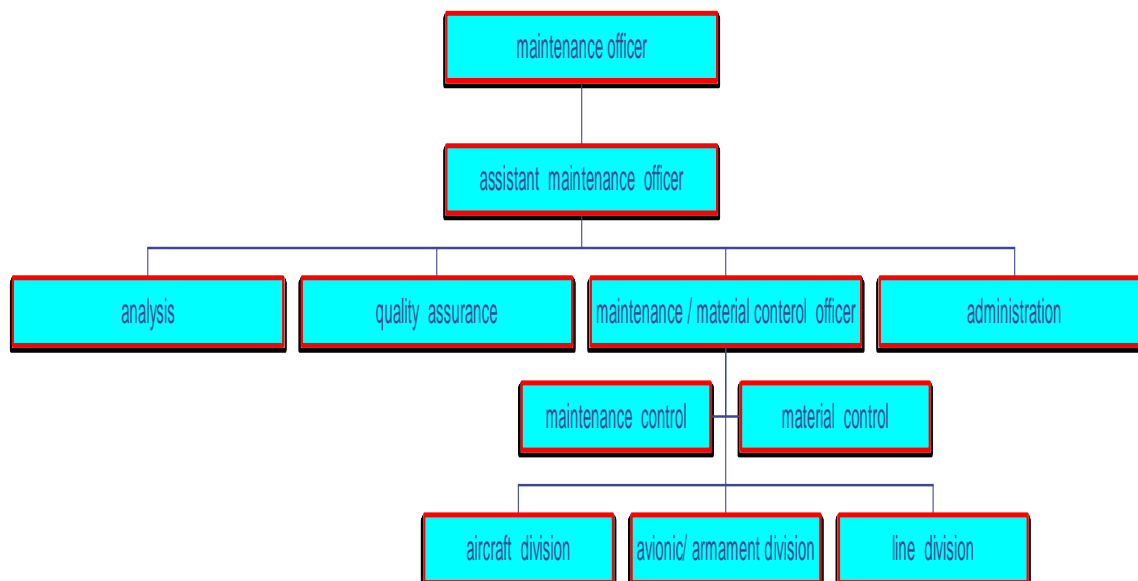 maintenance officer
assistant maintenance officer
analysis
quality assurance
maintenance / material conterol officer
administration
maintenance control
material control
aircraft division
avionic/ armament division
line division